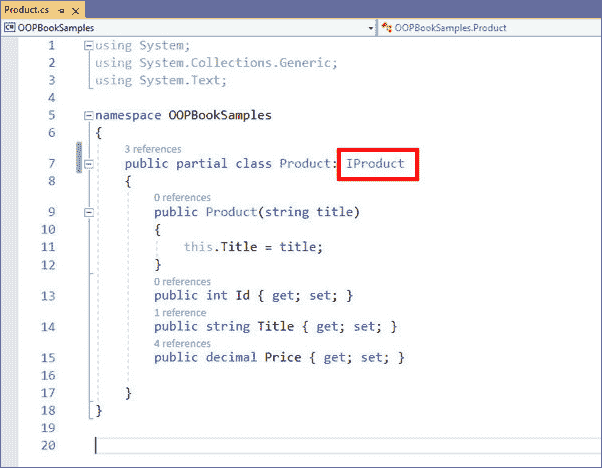 Product.cs
OOPBookSamples OOPBookSamples.Product
1 using System;
2 using System.Collections.Generic;
3 using System.Text;
4
5 namespace OOPBookSamples
6 {
3 references
7 public partial class Product: IProduct
8 {
0 references
9 public Product(string title)
10 {
11 this.Title = title;
12 }
0 references
13 public int Id { get; set; }
1 reference
14 public string Title { get; set; }
4 references
15 public decimal Price { get; set; }
16
17 }
18 }
19
20